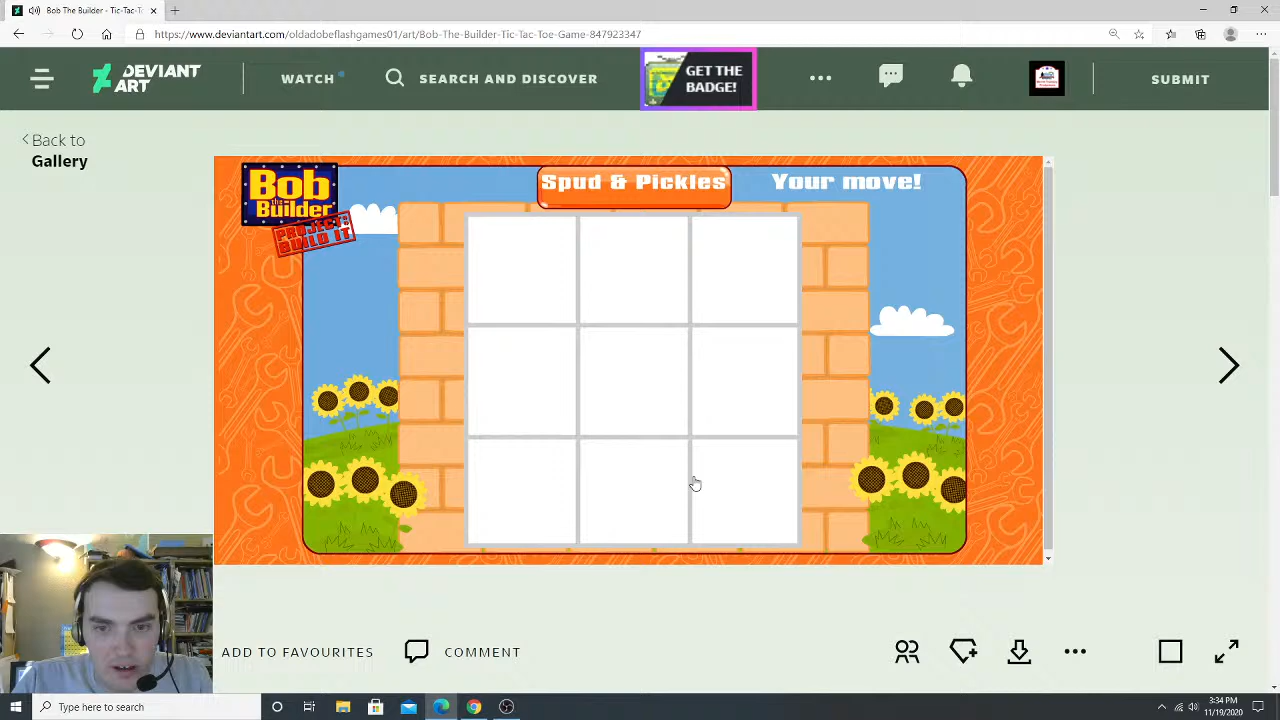 Bob The Builder - Tic-Tac-T
https://www.deviantart.com/oldadobeflashgames01/art/Bob-The-Builder-Tic-Tac-Toe-Game-847923347
DEVIANT
ART
WATCH
SEARCH AND DISCOVER
GET THE
BADGE!
SUBMIT
Back to
Gallery
Bob
the
Builder
PROJECT:
BUILD IT
Spud & Pickles
Your move!
ADD TO FAVOURITES
COMMENT
Type here to search
3:34 PM
11/19/2020